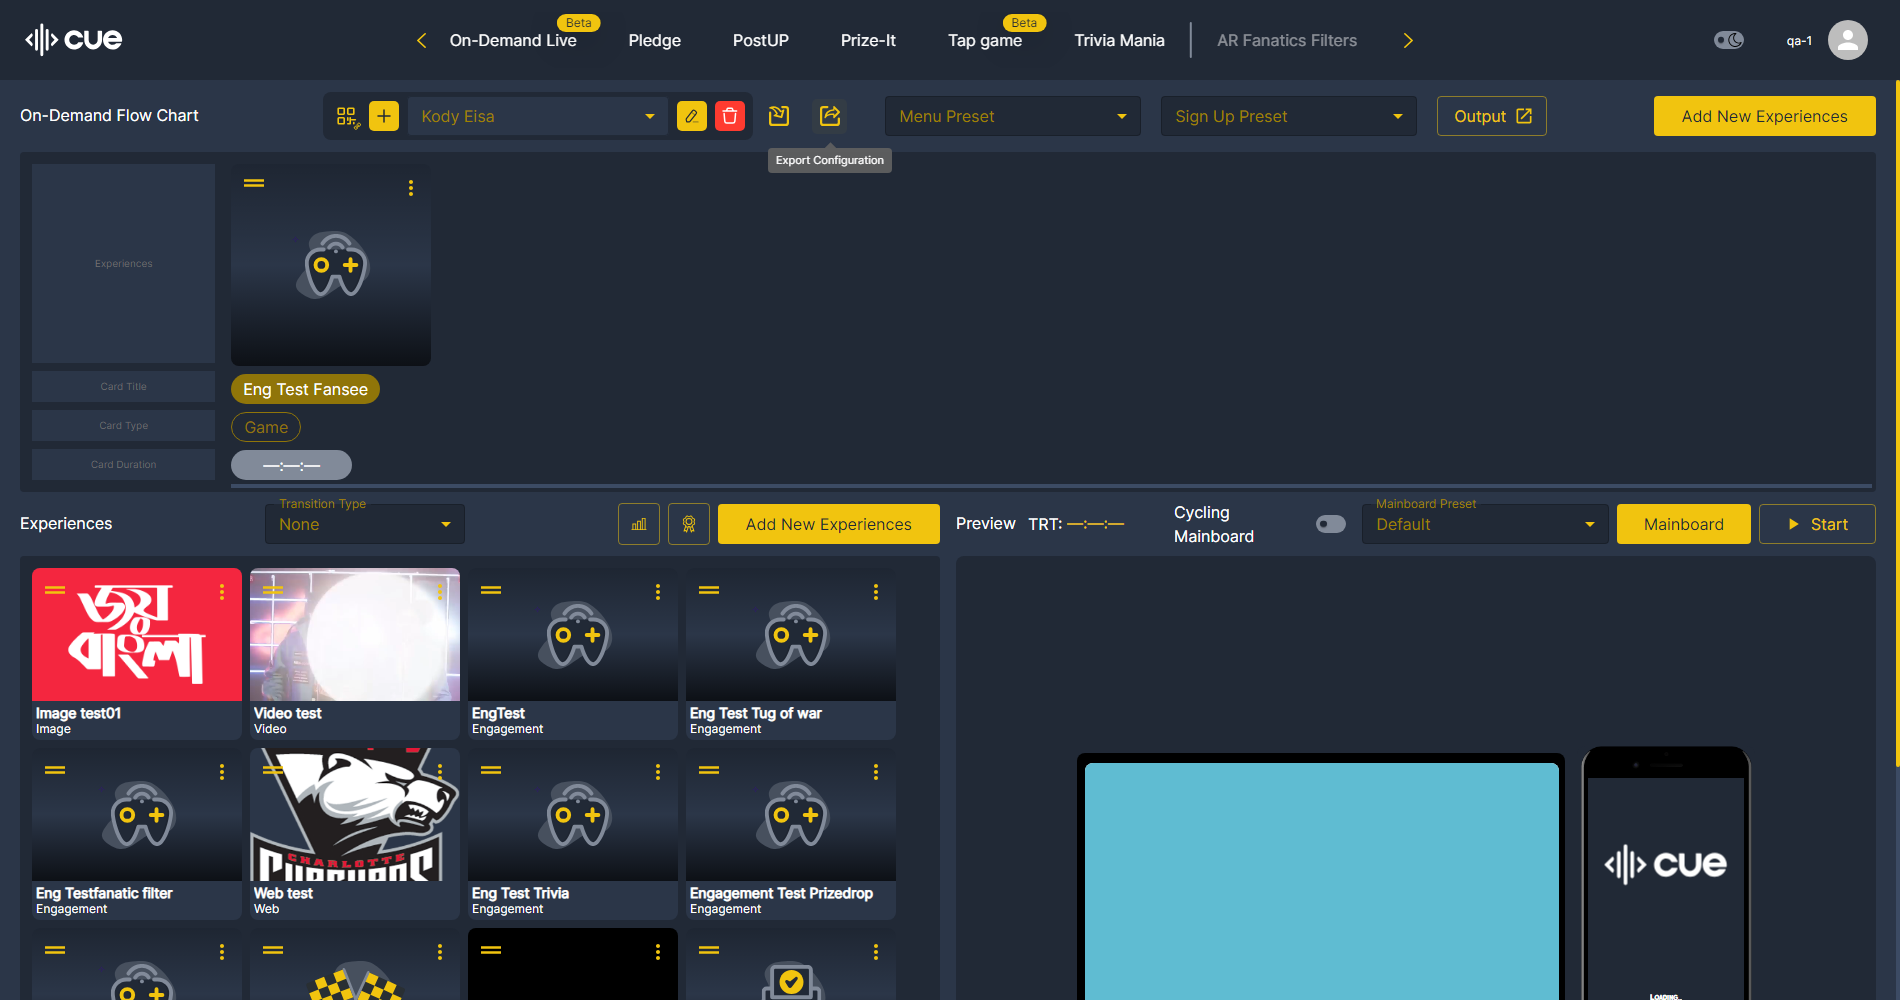 cue
On-Demand Live
Beta
Pledge
PostUP
Prize-It
Tap game
Beta
Trivia Mania
AR Fanatics Filters
qa-1
On-Demand Flow Chart
Kody Eisa
Menu Preset
Sign Up Preset
Output
Add New Experiences
Export Configuration
Experiences
Card Title
Eng Test Fansee
Card Type
Game
Card Duration
—:—:—
Experiences
Transition Type
None
Add New Experiences
Preview
TRT: —:—:—
Cycling
Mainboard
Mainboard Preset
Default
Mainboard
Start
জয়
বাংলা
Image test01
Image
Video test
Video
EngTest
Engagement
Eng Test Tug of war
Engagement
Eng Testfanatic filter
Engagement
CHARLOTTE
Web test
Web
Eng Test Trivia
Engagement
Engagement Test Prizedrop
Engagement
cue
LOADING...